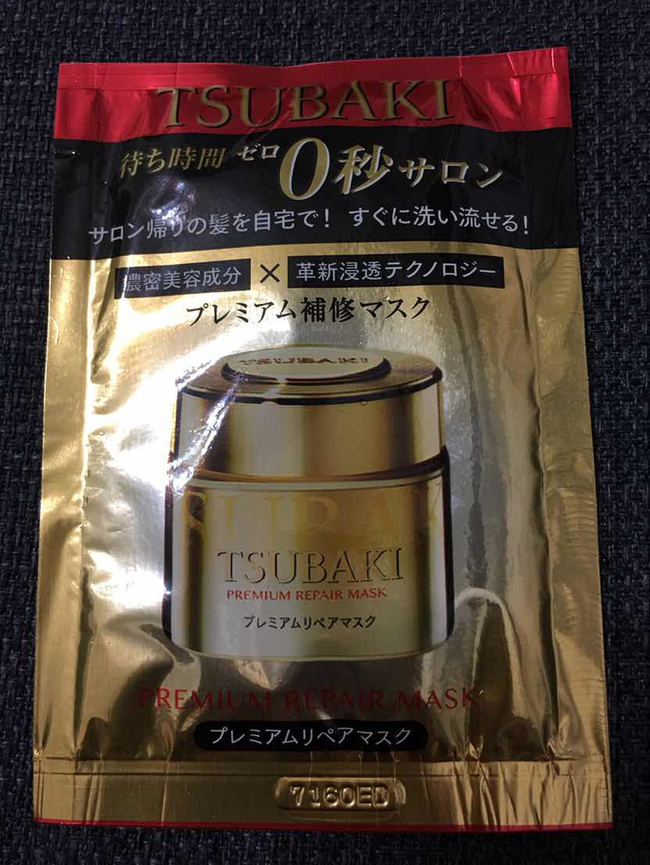 TSUBAKI
待ち時間 ゼロ 0秒サロン
サロン帰りの髪を自宅で! すぐに洗い流せる!
濃密美容成分 × 革新浸透テクノロジー
プレミアム補修マスク
TSUBAKI
TSUBAKI
PREMIUM REPAIR MASK
プレミアムリペアマスク
PREMIUM REPAIR MASK
プレミアムリペアマスク
7160ED